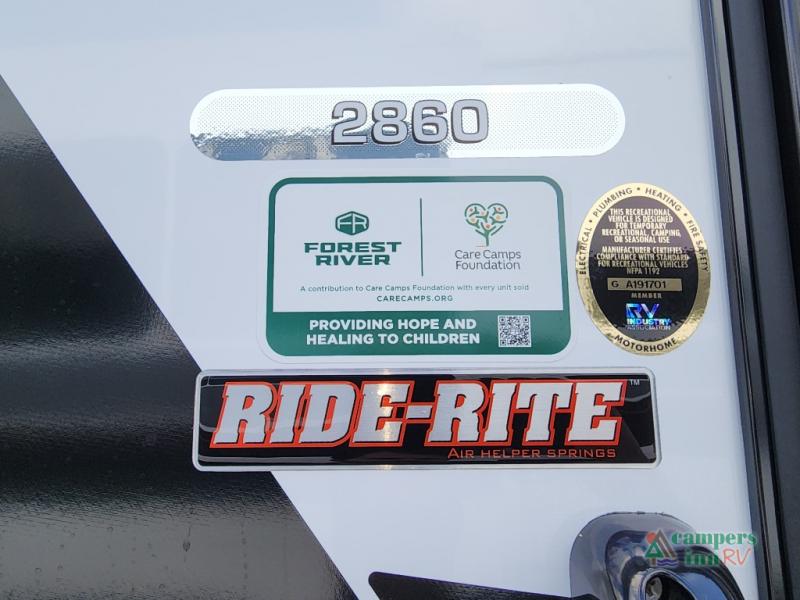 2860
FR
FOREST
RIVER
Care Camps
Foundation
A contribution to Care Camps Foundation with every unit sold
CARECAMPS.ORG
PROVIDING HOPE AND
HEALING TO CHILDREN
ELECTRICAL • PLUMBING • HEATING • FIRE SAFETY
THIS RECREATIONAL
VEHICLE IS DESIGNED
FOR TEMPORARY
RECREATIONAL, CAMPING,
OR SEASONAL USE
MANUFACTURER CERTIFIES
COMPLIANCE WITH STANDARD
FOR RECREATIONAL VEHICLES
NFPA 1192
G A191701
MEMBER
RV
INDUSTRY
ASSOCIATION
MOTORHOME
RIDE-RITE™
AIR HELPER SPRINGS
campers
inn RV